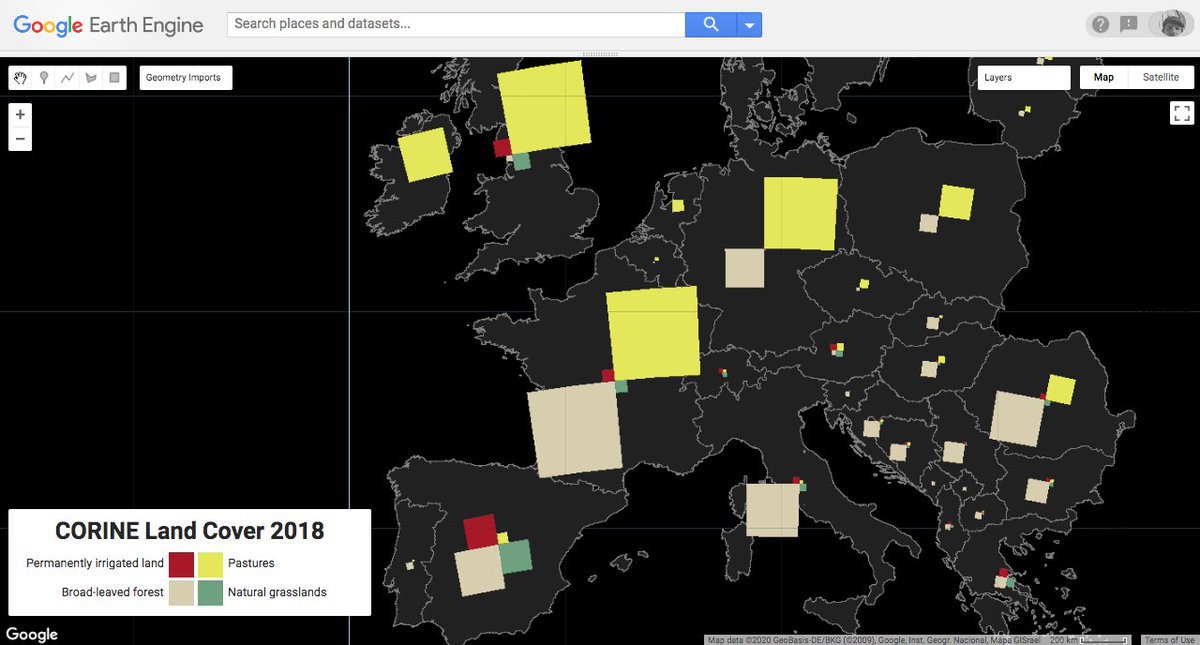 Google Earth Engine
Search places and datasets...
Geometry Imports
Layers
Map
Satellite
+
−
CORINE Land Cover 2018
Permanently irrigated land
Pastures
Broad-leaved forest
Natural grasslands
Google
Map data ©2020 GeoBasis-DE/BKG (©2009), Google, Inst. Geogr. Nacional, Mapa GISrael
200 km
Terms of Use